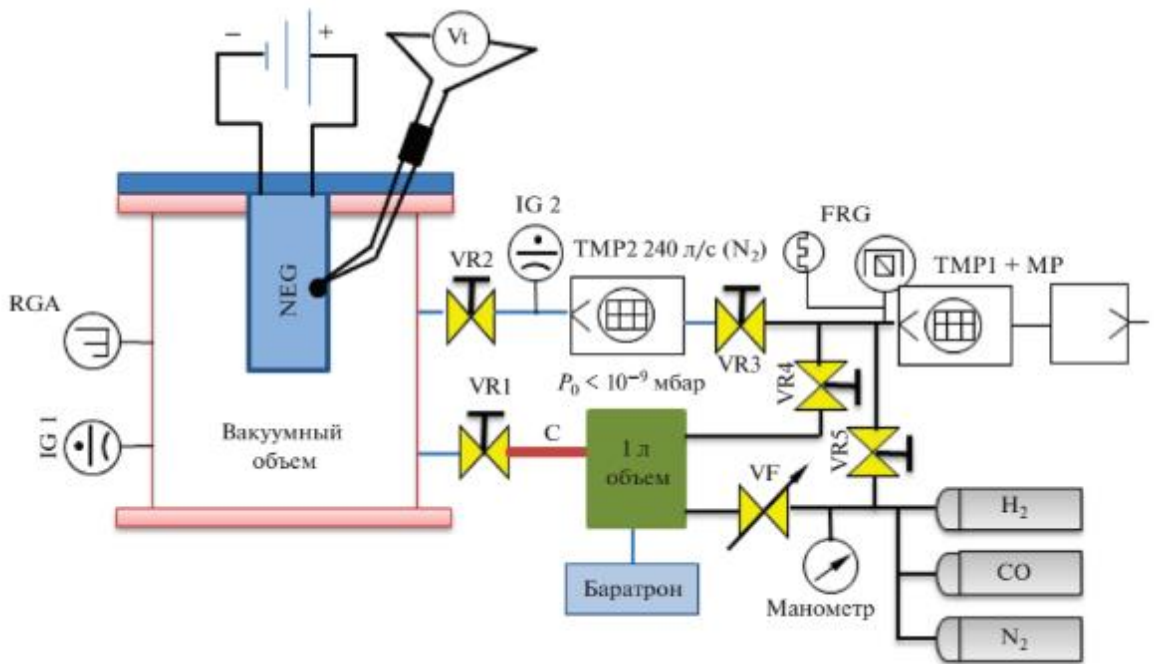 −
+
Vt
IG 2
TMP2 240 л/с (N₂)
FRG
TMP1 + MP
VR2
VR3
VR4
NEG
RGA
P₀ < 10⁻⁹ мбар
VR1
C
IG 1
Вакуумный
объем
1 л
объем
VR5
VF
H₂
CO
N₂
Баратрон
Манометр